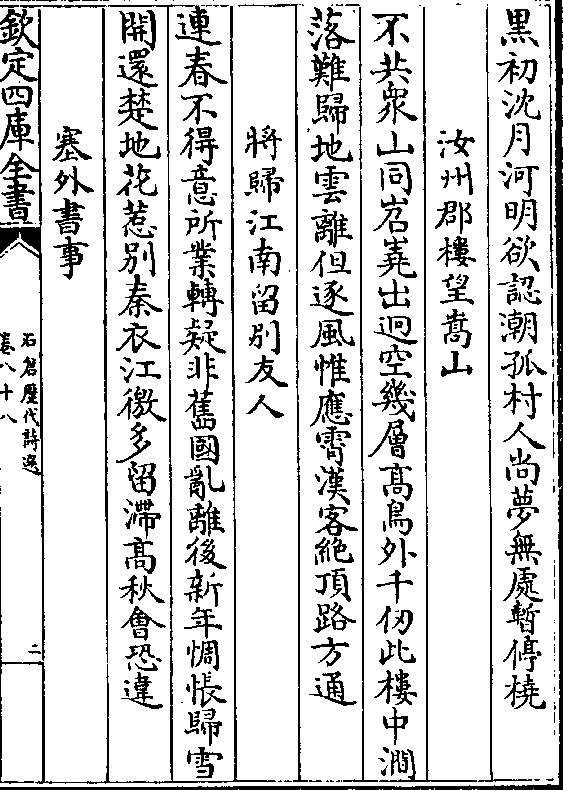 黒初沈月河明欲認潮孤村人尚夢無處暫停橈
汝州郡樓望嵩山
不共衆山同岧嶤出迥空幾層髙鳥外千仞此樓中澗
落難歸地雲離但逐風惟應霄漢客絶頂路方通
將歸江南留别友人
連春不得意所業轉疑非舊國亂離後新年惆悵歸雪
開還楚地花惹别秦衣江徼多留滯髙秋會恐違
塞外書事
欽定四庫全書
石倉歷代詩選
卷八十八
二